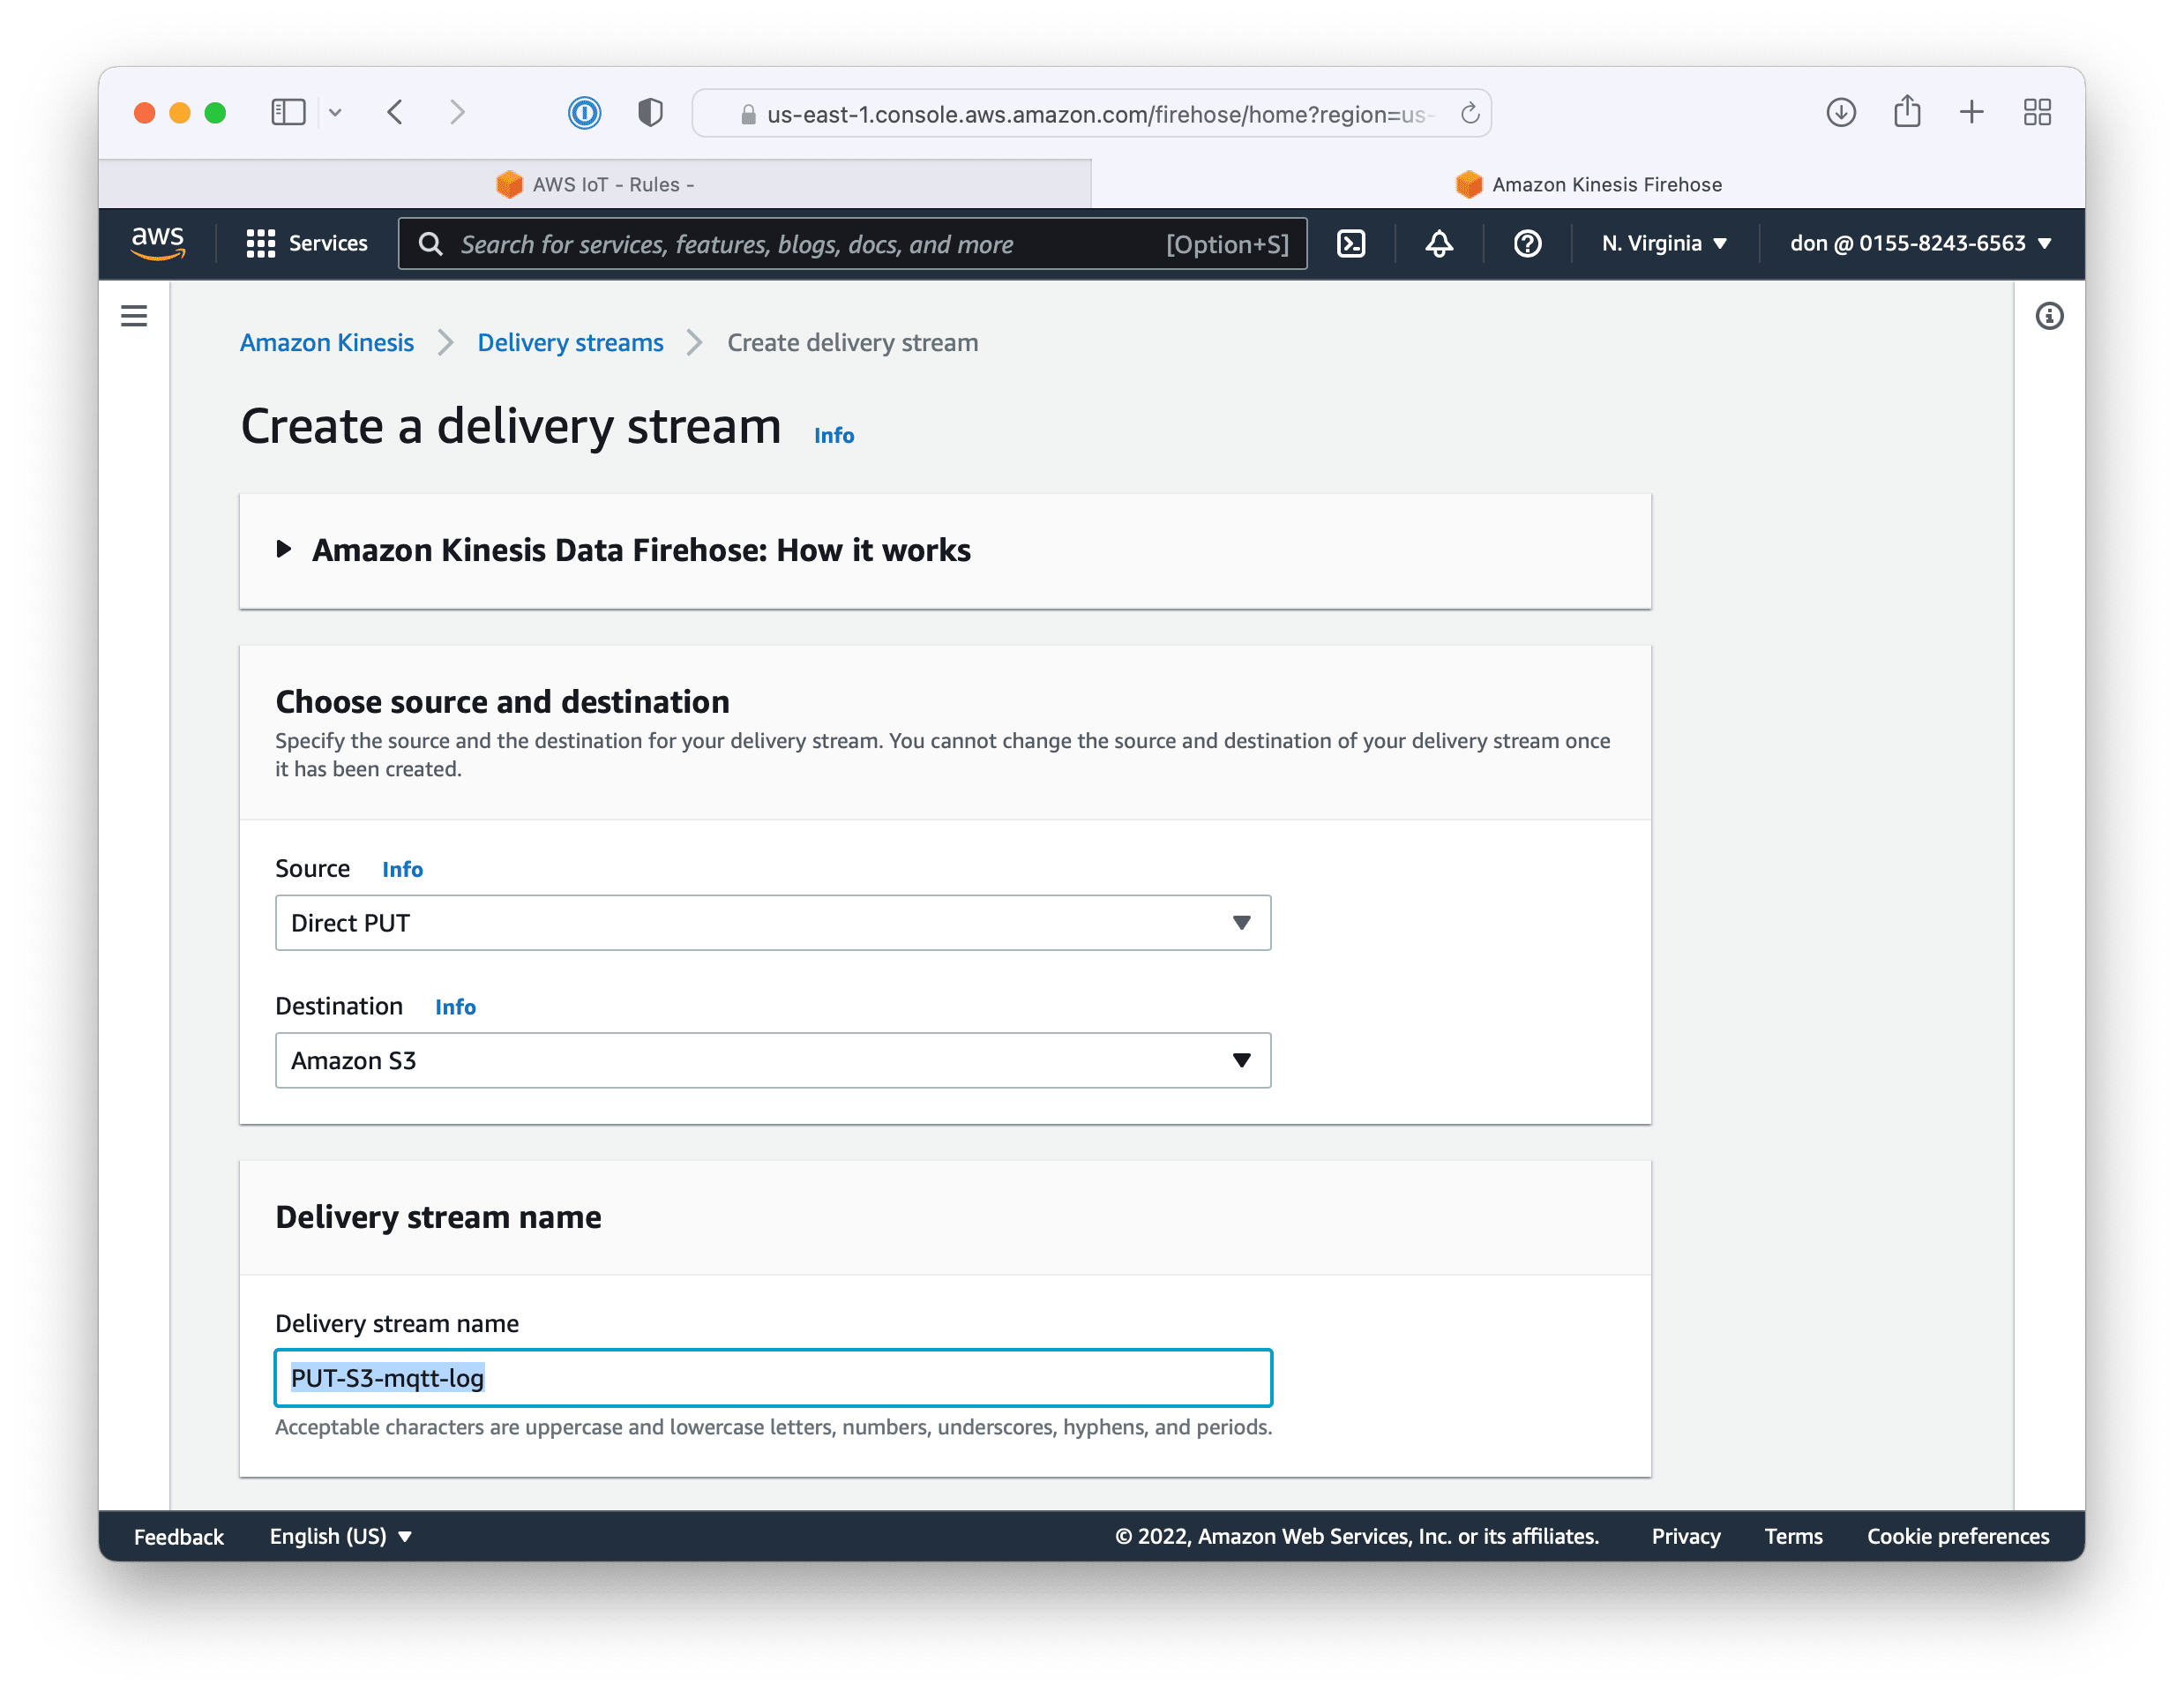 us-east-1.console.aws.amazon.com/firehose/home?region=us-
AWS IoT - Rules -
Amazon Kinesis Firehose
aws
Services
Search for services, features, blogs, docs, and more
[Option+S]
N. Virginia
don @ 0155-8243-6563
Amazon Kinesis
Delivery streams
Create delivery stream
Create a delivery stream Info
Amazon Kinesis Data Firehose: How it works
Choose source and destination
Specify the source and the destination for your delivery stream. You cannot change the source and destination of your delivery stream once
it has been created.
Source Info
Direct PUT
Destination Info
Amazon S3
Delivery stream name
Delivery stream name
PUT-S3-mqtt-log
Acceptable characters are uppercase and lowercase letters, numbers, underscores, hyphens, and periods.
Feedback
English (US)
© 2022, Amazon Web Services, Inc. or its affiliates.
Privacy
Terms
Cookie preferences